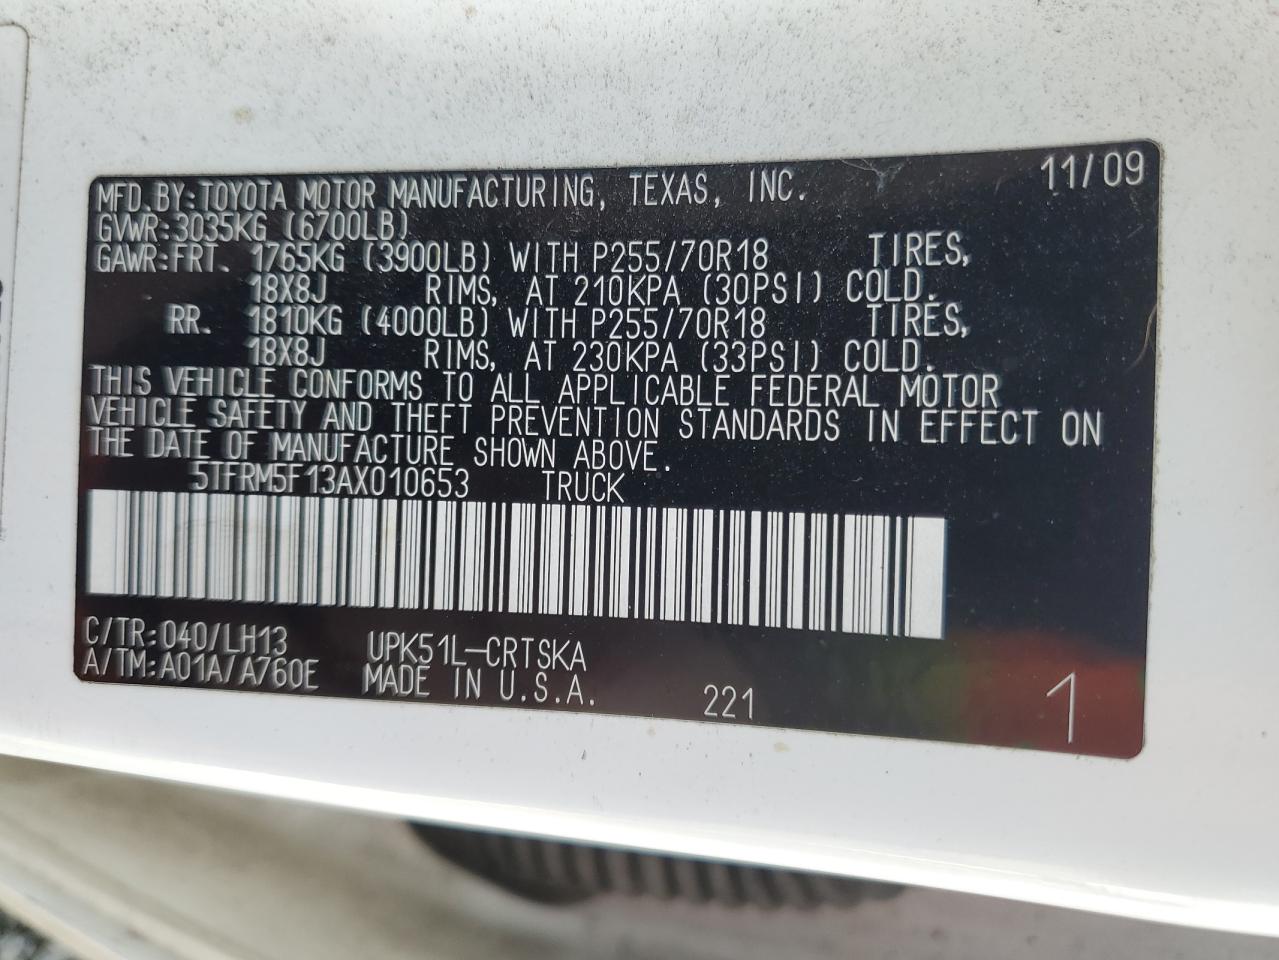 MFD.BY:TOYOTA MOTOR MANUFACTURING, TEXAS, INC. 11/09
GVWR:3035KG (6700LB)
GAWR:FRT. 1765KG (3900LB) WITH P255/70R18 TIRES,
18X8J RIMS, AT 210KPA (30PSI) COLD.
RR. 1810KG (4000LB) WITH P255/70R18 TIRES,
18X8J RIMS, AT 230KPA (33PSI) COLD.
THIS VEHICLE CONFORMS TO ALL APPLICABLE FEDERAL MOTOR
VEHICLE SAFETY AND THEFT PREVENTION STANDARDS IN EFFECT ON
THE DATE OF MANUFACTURE SHOWN ABOVE.
5TFRM5F13AX010653 TRUCK
C/TR:040/LH13 UPK51L-CRTSKA
A/TM:A01A/A760E MADE IN U.S.A. 221 1